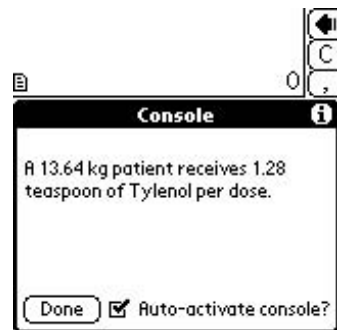 C
0
,
Console
A 13.64 kg patient receives 1.28
teaspoon of Tylenol per dose.
Done
Auto-activate console?